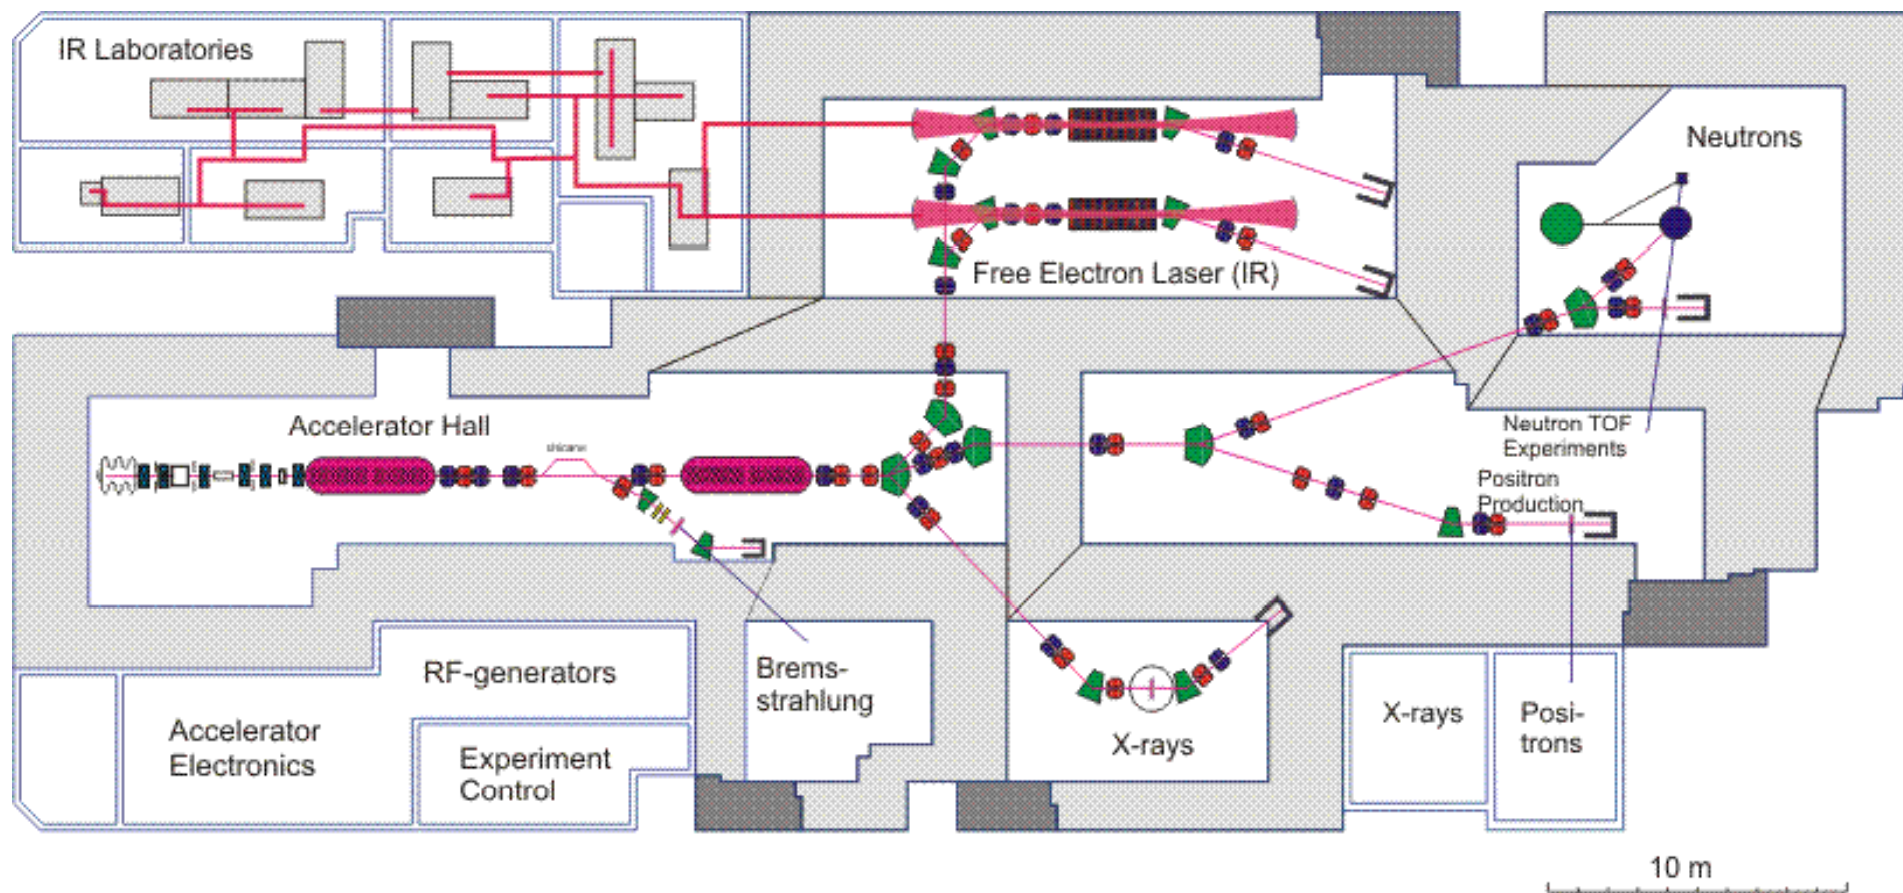 IR Laboratories
Neutrons
Free Electron Laser (IR)
Accelerator Hall
chicane
Neutron TOF
Experiments
Positron
Production
RF-generators
Brems-
strahlung
Accelerator
Electronics
Experiment
Control
X-rays
X-rays
Posi-
trons
10 m